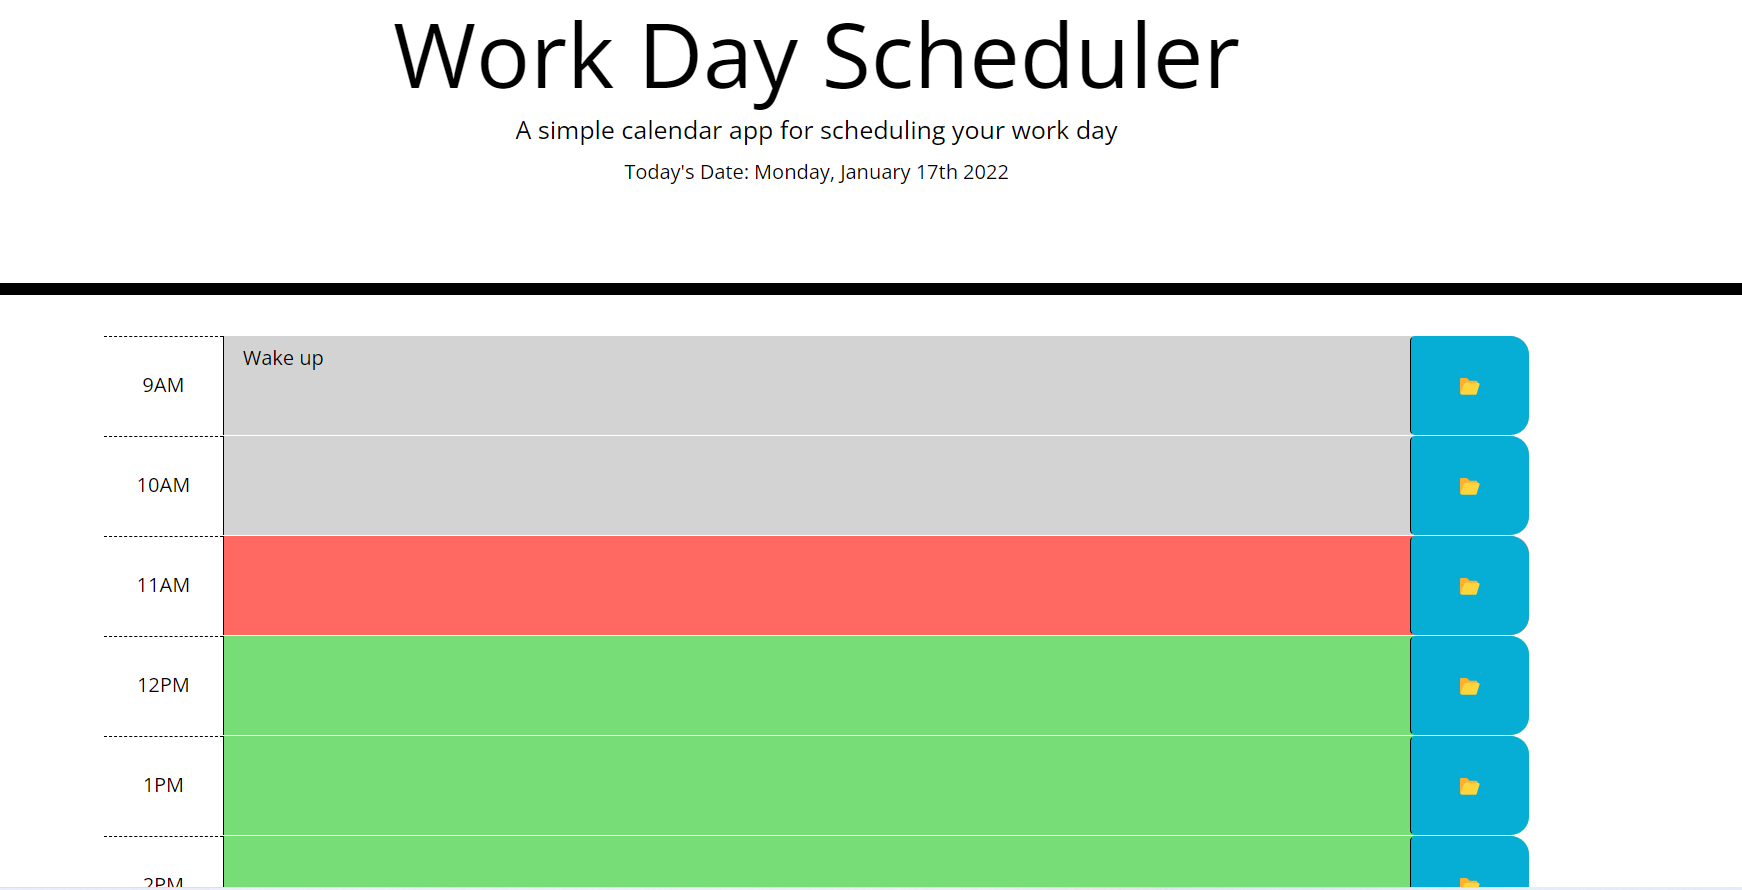 Work Day Scheduler
A simple calendar app for scheduling your work day
Today's Date: Monday, January 17th 2022
9AM
Wake up
10AM
11AM
12PM
1PM
2PM